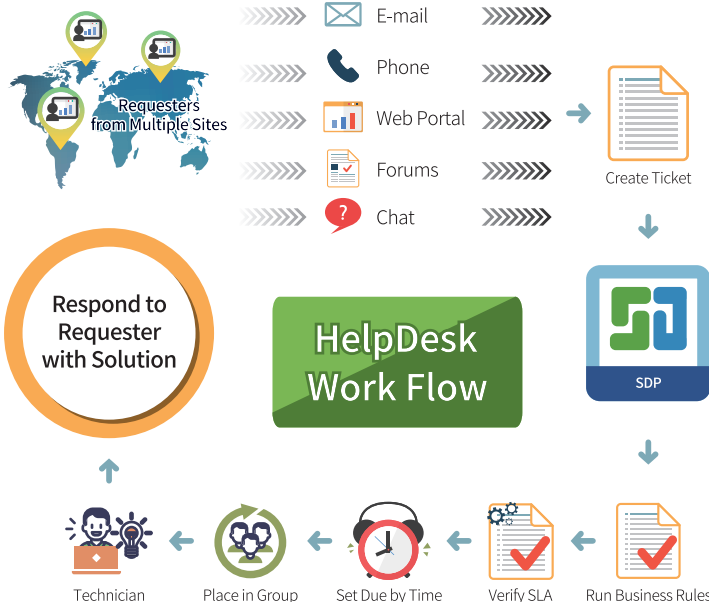 Requesters
from Multiple Sites
E-mail
Phone
Web Portal
Forums
Chat
Create Ticket
SDP
HelpDesk
Work Flow
Respond to
Requester
with Solution
Technician
Place in Group
Set Due by Time
Verify SLA
Run Business Rules